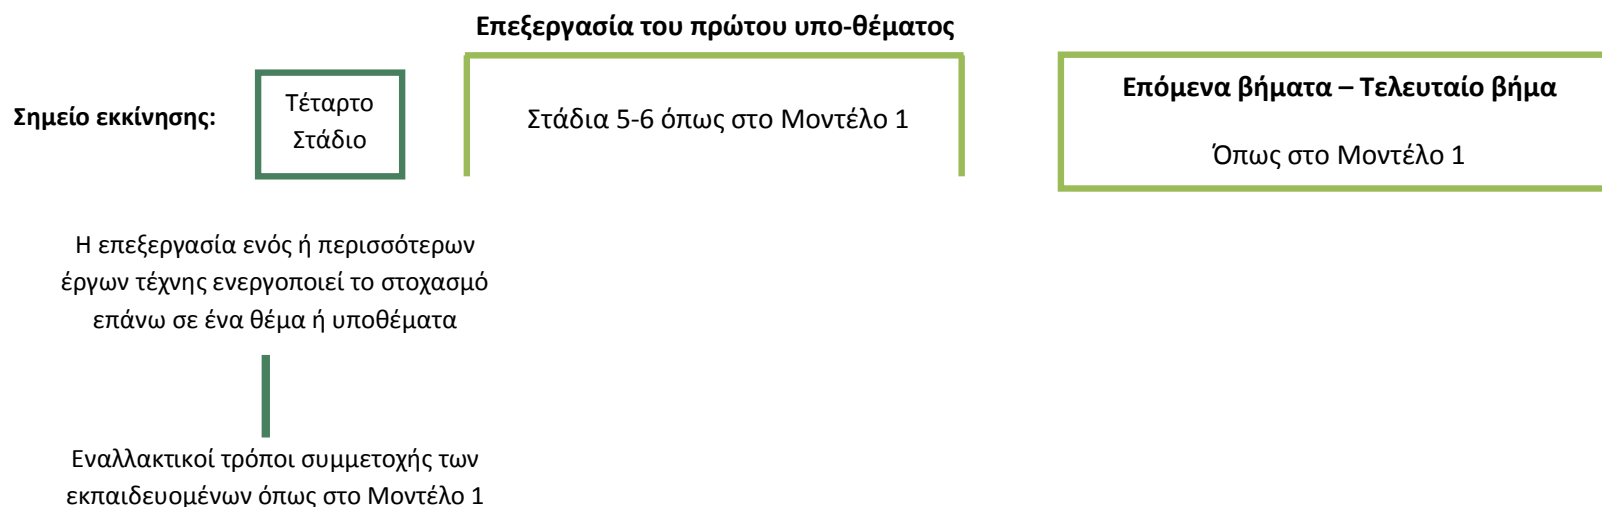 Επεξεργασία του πρώτου υπο-θέματος
Σημείο εκκίνησης:
Τέταρτο
Στάδιο
Στάδια 5-6 όπως στο Μοντέλο 1
Επόμενα βήματα – Τελευταίο βήμα
Όπως στο Μοντέλο 1
Η επεξεργασία ενός ή περισσότερων
έργων τέχνης ενεργοποιεί το στοχασμό
επάνω σε ένα θέμα ή υποθέματα
Εναλλακτικοί τρόποι συμμετοχής των
εκπαιδευομένων όπως στο Μοντέλο 1